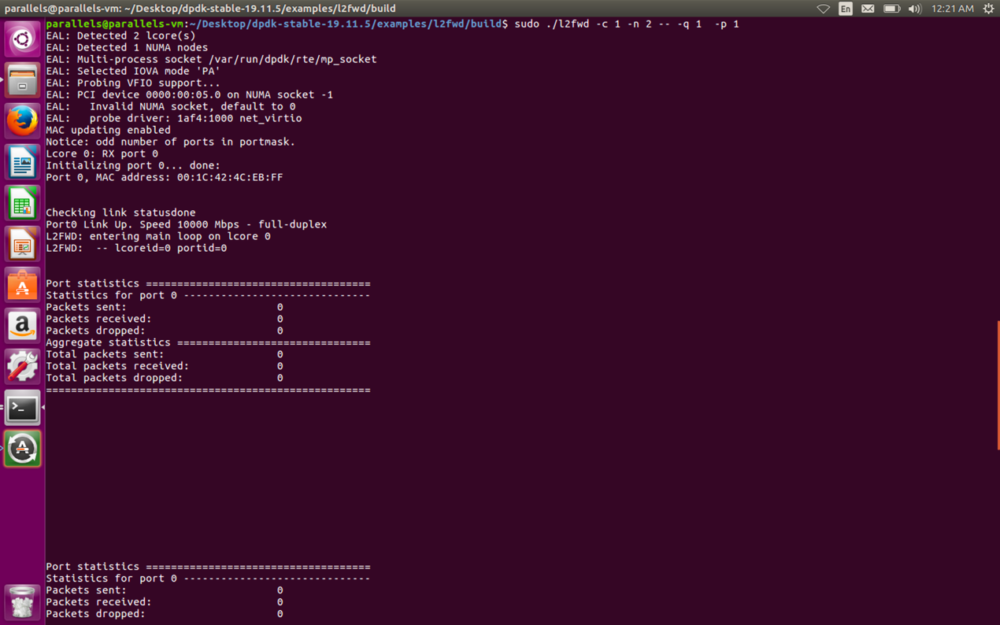 parallels@parallels-vm: ~/Desktop/dpdk-stable-19.11.5/examples/l2fwd/build
En
12:21 AM
parallels@parallels-vm:~/Desktop/dpdk-stable-19.11.5/examples/l2fwd/build$ sudo ./l2fwd -c 1 -n 2 -- -q 1  -p 1
EAL: Detected 2 lcore(s)
EAL: Detected 1 NUMA nodes
EAL: Multi-process socket /var/run/dpdk/rte/mp_socket
EAL: Selected IOVA mode 'PA'
EAL: Probing VFIO support...
EAL: PCI device 0000:00:05.0 on NUMA socket -1
EAL:   Invalid NUMA socket, default to 0
EAL:   probe driver: 1af4:1000 net_virtio
MAC updating enabled
Notice: odd number of ports in portmask.
Lcore 0: RX port 0
Initializing port 0... done:
Port 0, MAC address: 00:1C:42:4C:EB:FF
Checking link statusdone
Port0 Link Up. Speed 10000 Mbps - full-duplex
L2FWD: entering main loop on lcore 0
L2FWD:  -- lcoreid=0 portid=0
Port statistics ====================================
Statistics for port 0 ------------------------------
Packets sent:                        0
Packets received:                    0
Packets dropped:                     0
Aggregate statistics ===============================
Total packets sent:                  0
Total packets received:              0
Total packets dropped:               0
====================================================
Port statistics ====================================
Statistics for port 0 ------------------------------
Packets sent:                        0
Packets received:                    0
Packets dropped:                     0